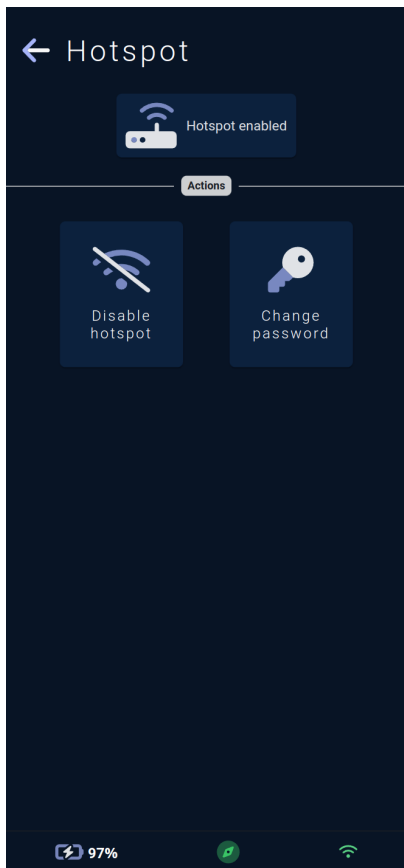 Hotspot
Hotspot enabled
Actions
Disable
hotspot
Change
password
97%